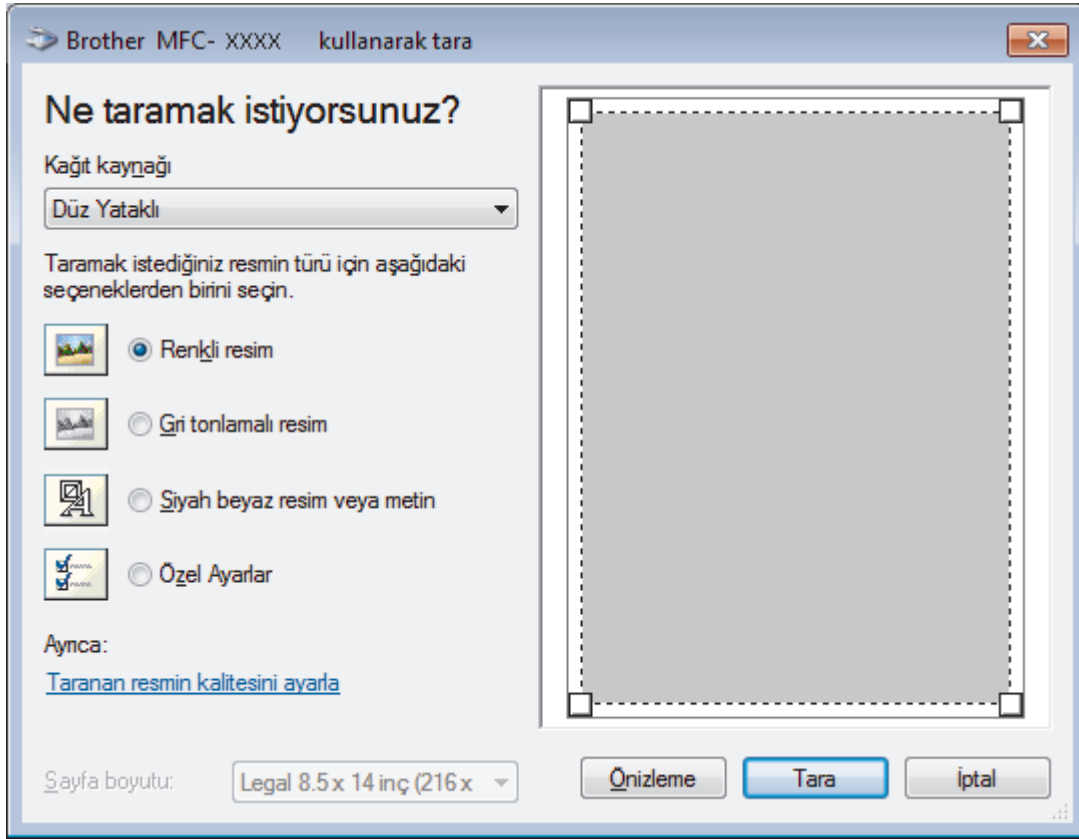 Brother MFC- XXXX kullanarak tara
Ne taramak istiyorsunuz?
Kağıt kaynağı
Düz Yataklı
Taramak istediğiniz resmin türü için aşağıdaki
seçeneklerden birini seçin.
Renkli resim
Gri tonlamalı resim
Siyah beyaz resim veya metin
Özel Ayarlar
Ayrıca:
Taranan resmin kalitesini ayarla
Sayfa boyutu:
Legal 8.5 x 14 inç (216 x
Önizleme
Tara
İptal